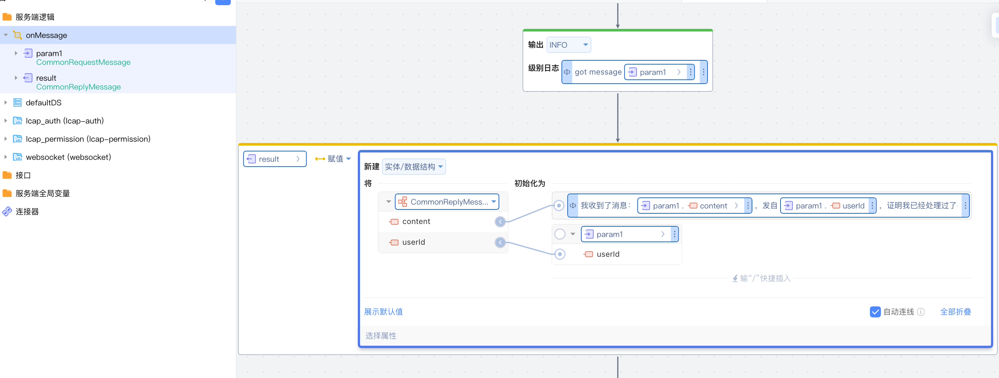 服务端逻辑
onMessage
param1
CommonRequestMessage
result
CommonReplyMessage
defaultDS
lcap_auth (lcap-auth)
lcap_permission (lcap-permission)
websocket (websocket)
接口
服务端全局变量
连接器
输出 INFO
级别日志 got message param1
result 赋值
新建 实体/数据结构
将 初始化为
CommonReplyMess...
我收到了消息： param1 . content ，发自 param1 . userId ，证明我已经处理过了
content
param1
userId
userId
输“/”快捷插入
展示默认值 自动连线 全部折叠
选择属性